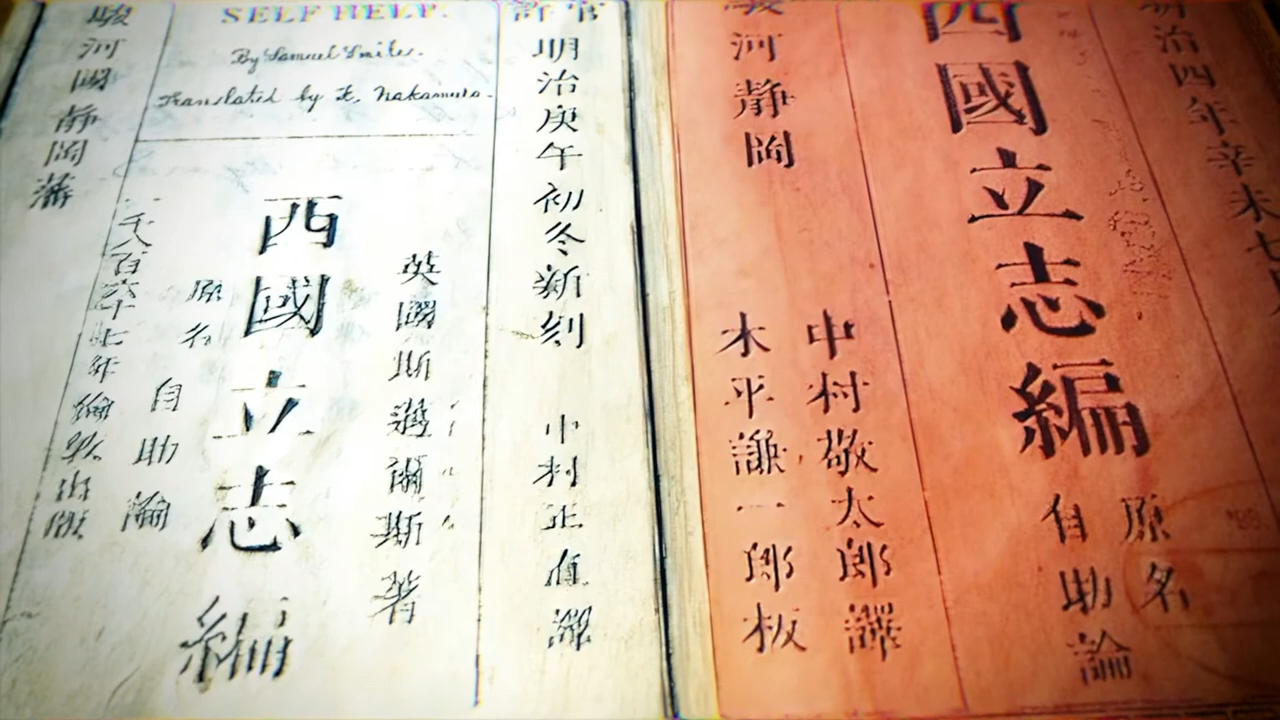 明治四年辛未七
西國立志編
原名
自助論
駿河静岡
中村敬太郎譯
木平謙一郎板
官許
明治庚午初冬新刻
中村正直譯
SELF HELP.
By Samuel Smiles.
Translated by K. Nakamura.
英國斯邁爾斯著
西國立志編
原名
自助論
千八百六十七年倫敦出版
駿河國静岡藩